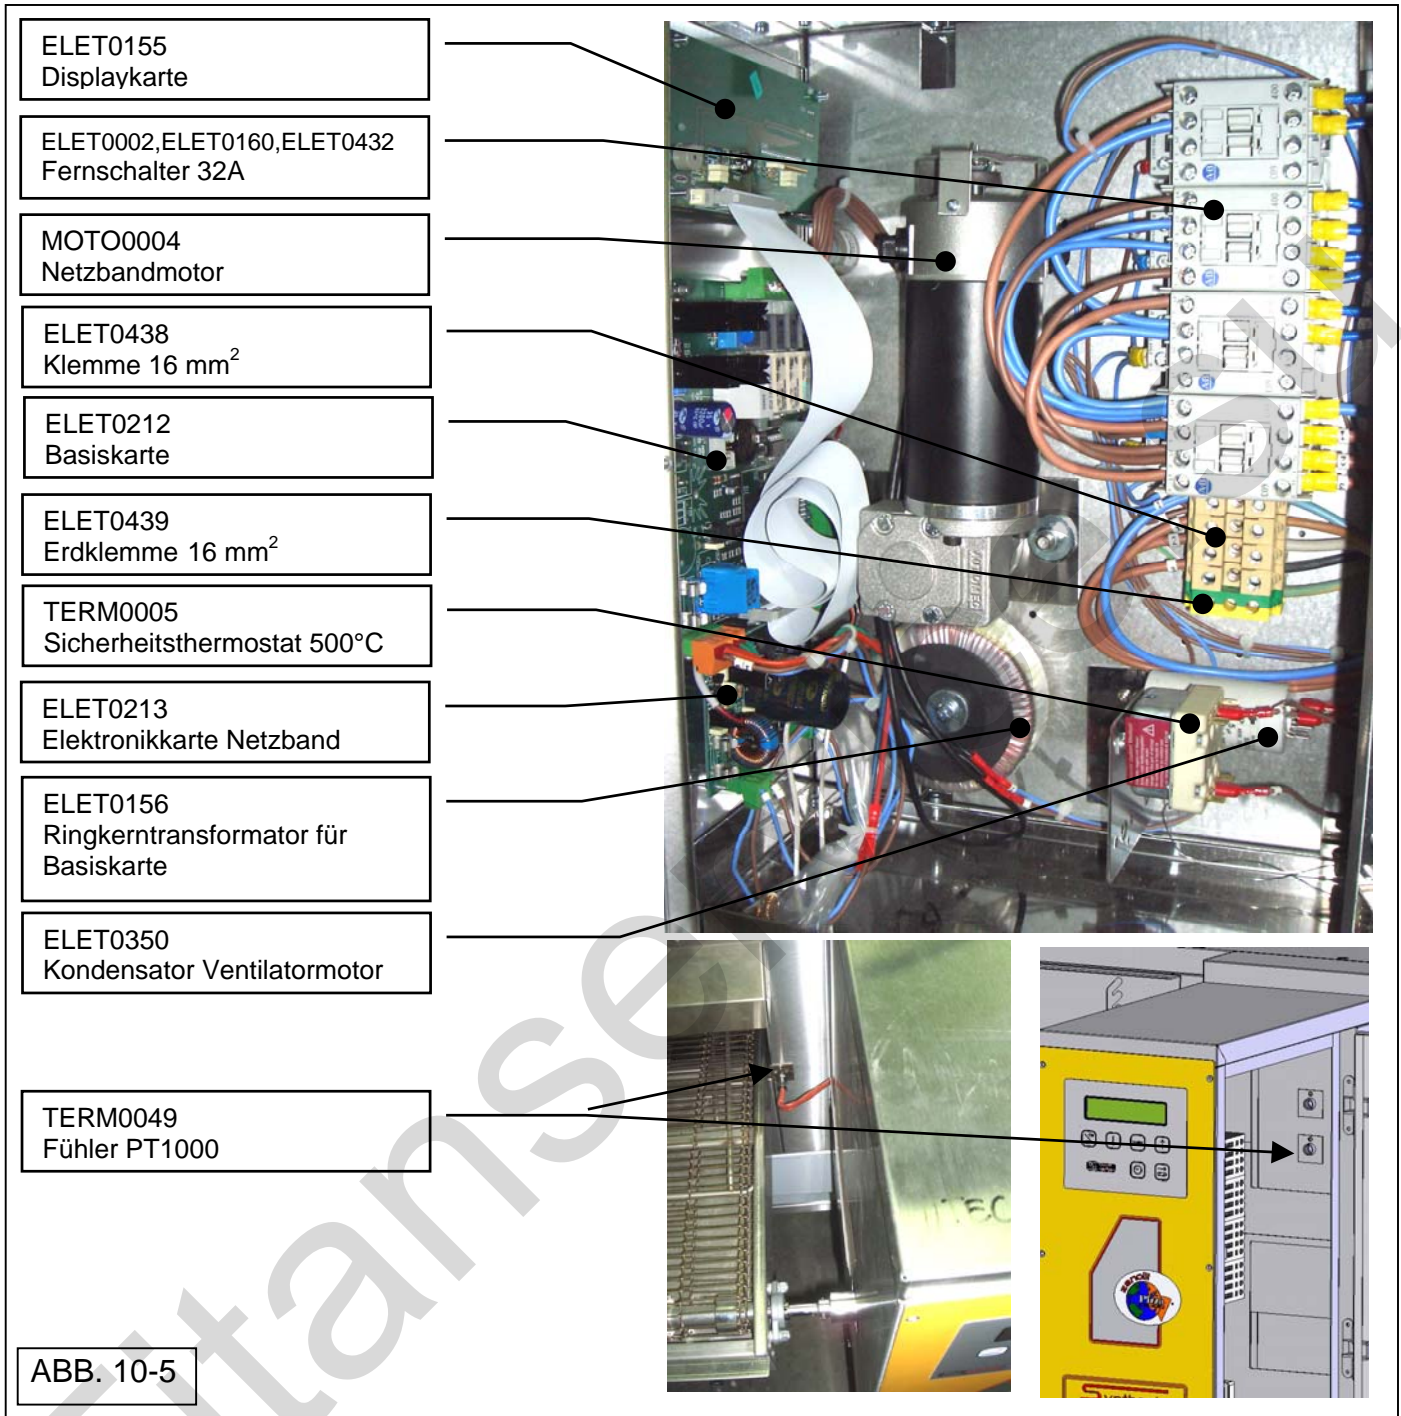 ELET0155
Displaykarte
ELET0002,ELET0160,ELET0432
Fernschalter 32A
MOTO0004
Netzbandmotor
ELET0438
Klemme 16 mm²
ELET0212
Basiskarte
ELET0439
Erdklemme 16 mm²
TERM0005
Sicherheitsthermostat 500°C
ELET0213
Elektronikkarte Netzband
ELET0156
Ringkerntransformator für
Basiskarte
ELET0350
Kondensator Ventilatormotor
TERM0049
Fühler PT1000
zanolli
ABB. 10-5